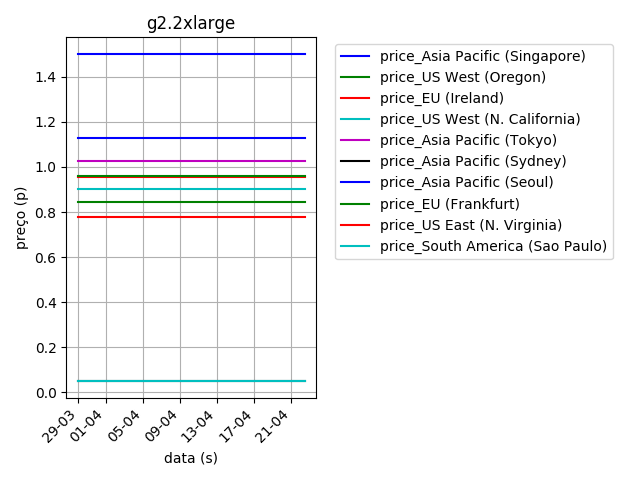 g2.2xlarge
preço (p)
1.4
1.2
1.0
0.8
0.6
0.4
0.2
0.0
29-03
01-04
05-04
09-04
13-04
17-04
21-04
data (s)
price_Asia Pacific (Singapore)
price_US West (Oregon)
price_EU (Ireland)
price_US West (N. California)
price_Asia Pacific (Tokyo)
price_Asia Pacific (Sydney)
price_Asia Pacific (Seoul)
price_EU (Frankfurt)
price_US East (N. Virginia)
price_South America (Sao Paulo)